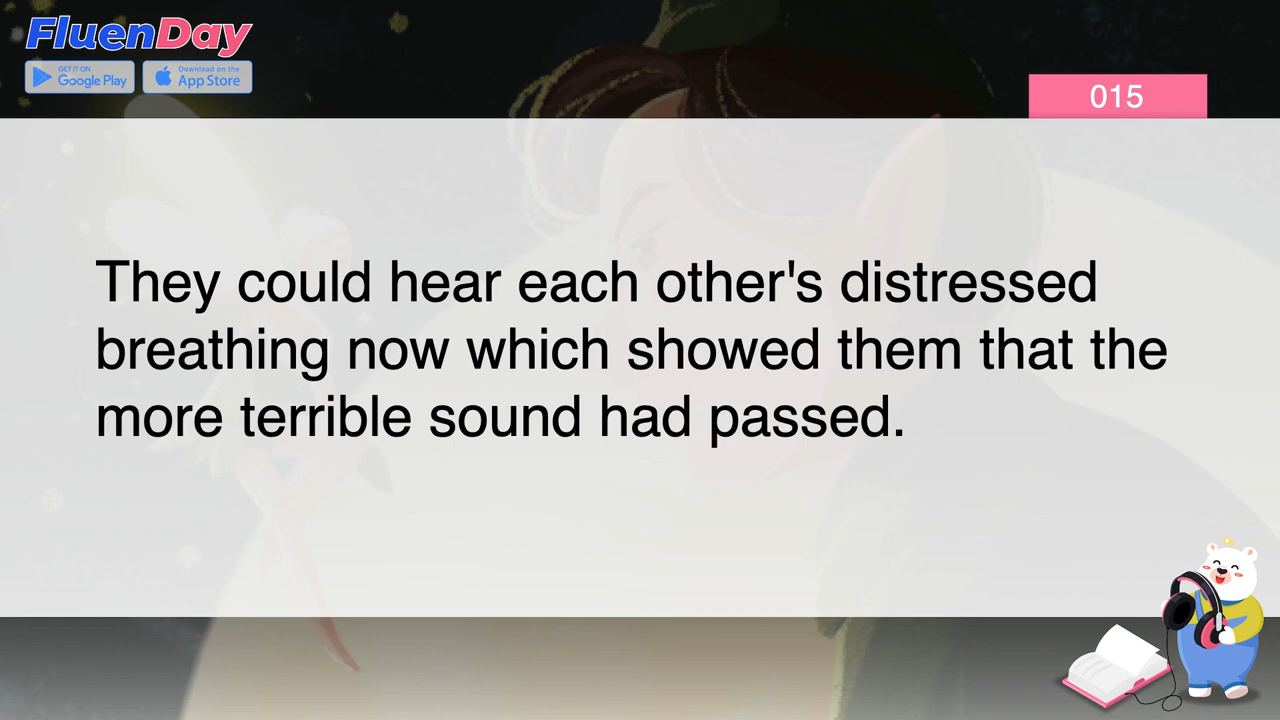 FluenDay
GET IT ON
Google Play
Download on the
App Store
015
They could hear each other's distressed
breathing now which showed them that the
more terrible sound had passed.